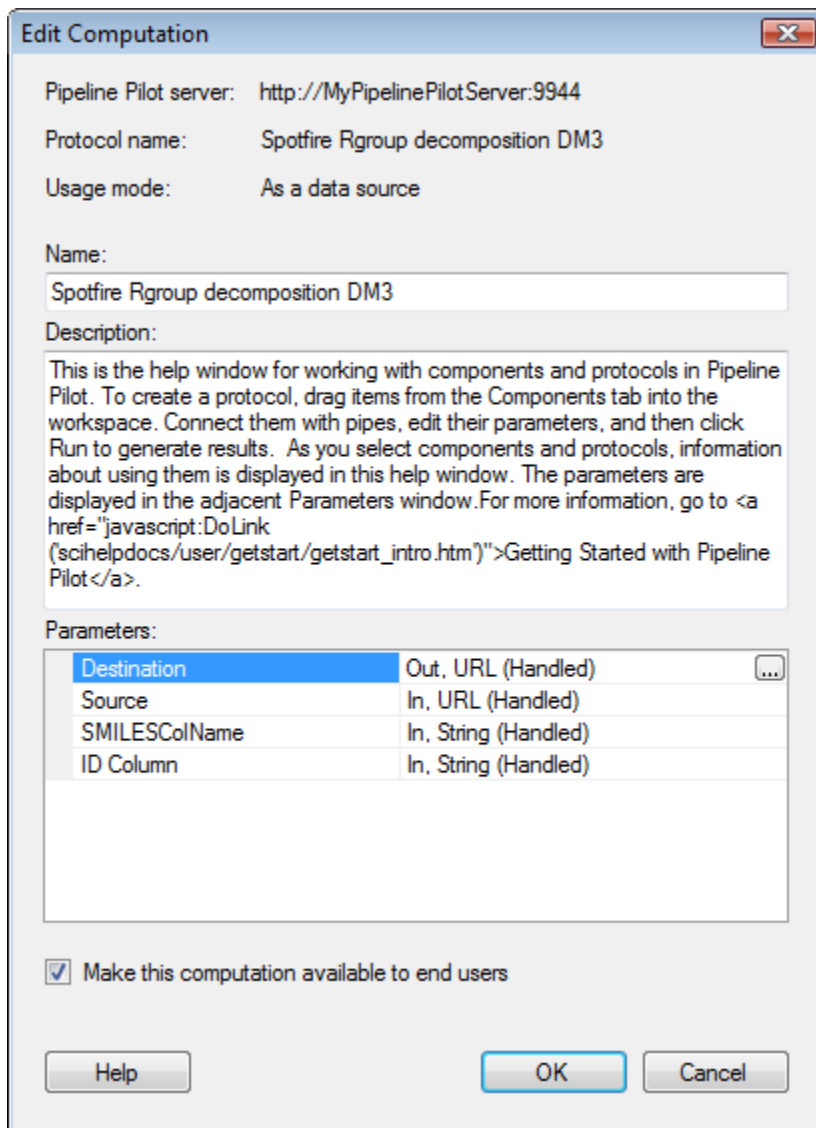 Edit Computation
Pipeline Pilot server: http://MyPipelinePilotServer:9944
Protocol name: Spotfire Rgroup decomposition DM3
Usage mode: As a data source
Name:
Spotfire Rgroup decomposition DM3
Description:
This is the help window for working with components and protocols in Pipeline
Pilot. To create a protocol, drag items from the Components tab into the
workspace. Connect them with pipes, edit their parameters, and then click
Run to generate results.  As you select components and protocols, information
about using them is displayed in this help window. The parameters are
displayed in the adjacent Parameters window.For more information, go to <a
href="javascript:DoLink
('scihelpdocs/user/getstart/getstart_intro.htm')">Getting Started with Pipeline
Pilot</a>.
Parameters:
Destination Out, URL (Handled) ...
Source In, URL (Handled)
SMILESColName In, String (Handled)
ID Column In, String (Handled)
Make this computation available to end users
Help OK Cancel